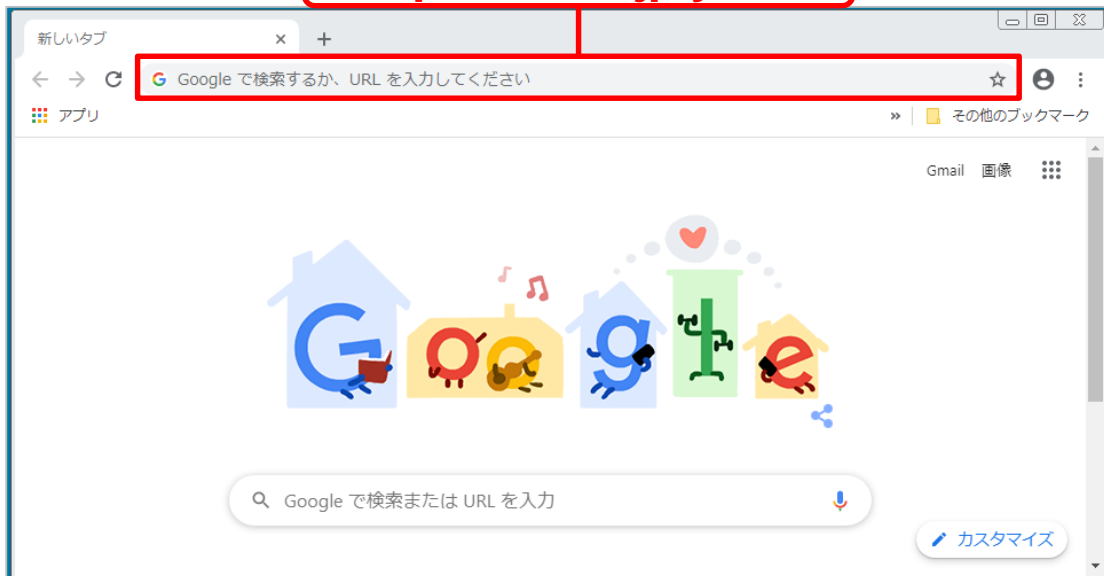 新しいタブ
Google で検索するか、URL を入力してください
アプリ
» その他のブックマーク
Gmail 画像
Google
Google で検索または URL を入力
カスタマイズ